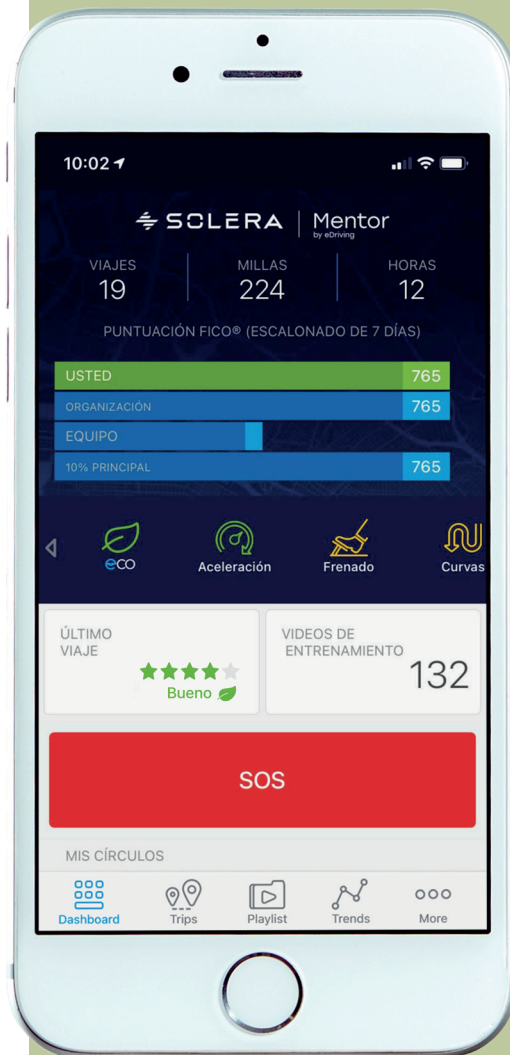 10:02
SOLERA | Mentor
by eDriving
VIAJES MILLAS HORAS
19 224 12
PUNTUACIÓN FICO® (ESCALONADO DE 7 DÍAS)
USTED 765
ORGANIZACIÓN 765
EQUIPO
10% PRINCIPAL 765
eco Aceleración Frenado Curvas
ÚLTIMO
VIAJE
Bueno
VIDEOS DE
ENTRENAMIENTO
132
SOS
MIS CÍRCULOS
Dashboard Trips Playlist Trends More